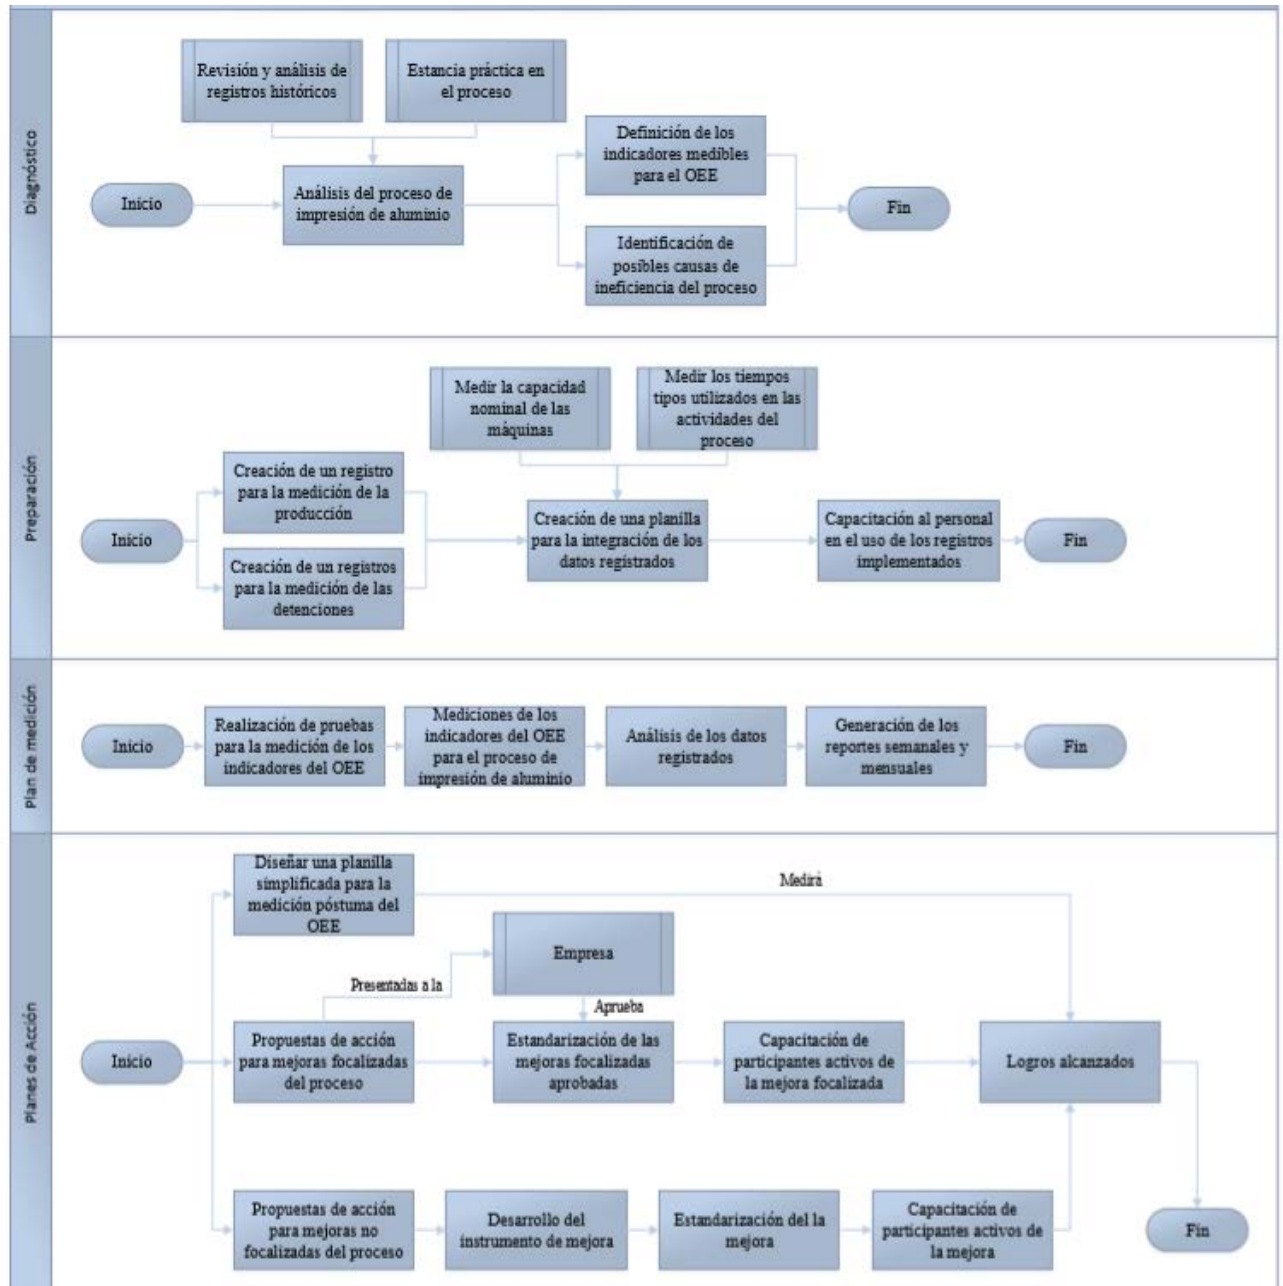 Diagnóstico
Revisión y análisis de
registros históricos
Estancia práctica en
el proceso
Inicio
Análisis del proceso de
impresión de aluminio
Definición de los
indicadores medibles
para el OEE
Identificación de
posibles causas de
ineficiencia del proceso
Fin
Preparación
Medir la capacidad
nominal de las
máquinas
Medir los tiempos
tipos utilizados en las
actividades del
proceso
Inicio
Creación de un registro
para la medición de la
producción
Creación de un registros
para la medición de las
detenciones
Creación de una planilla
para la integración de los
datos registrados
Capacitación al personal
en el uso de los registros
implementados
Fin
Plan de medición
Inicio
Realización de pruebas
para la medición de los
indicadores del OEE
Mediciones de los
indicadores del OEE
para el proceso de
impresión de aluminio
Análisis de los datos
registrados
Generación de los
reportes semanales y
mensuales
Fin
Planes de Acción
Diseñar una planilla
simplificada para la
medición póstuma del
OEE
Medirá
Empresa
Presentadas a la
Aprueba
Inicio
Propuestas de acción
para mejoras focalizadas
del proceso
Estandarización de las
mejoras focalizadas
aprobadas
Capacitación de
participantes activos de
la mejora focalizada
Logros alcanzados
Propuestas de acción
para mejoras no
focalizadas del proceso
Desarrollo del
instrumento de mejora
Estandarización del la
mejora
Capacitación de
participantes activos de
la mejora
Fin